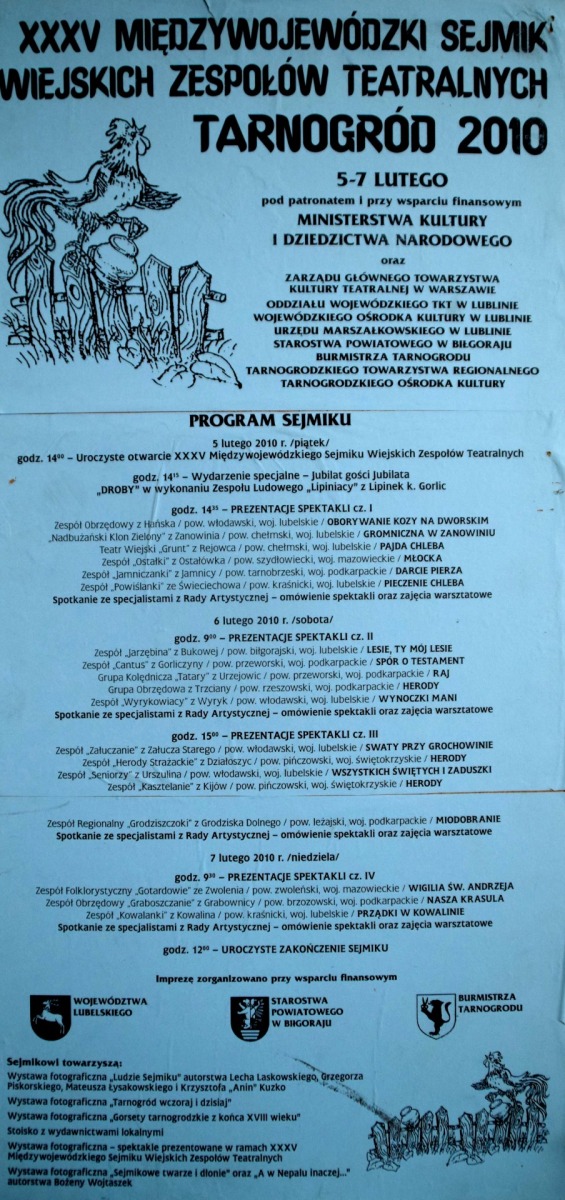 XXXV MIĘDZYWOJEWÓDZKI SEJMIK
WIEJSKICH ZESPOŁÓW TEATRALNYCH
TARNOGRÓD 2010
5-7 LUTEGO
pod patronatem i przy wsparciu finansowym
MINISTERSTWA KULTURY
I DZIEDZICTWA NARODOWEGO
oraz
ZARZĄDU GŁÓWNEGO TOWARZYSTWA
KULTURY TEATRALNEJ W WARSZAWIE
ODDZIAŁU WOJEWÓDZKIEGO TKT W LUBLINIE
WOJEWÓDZKIEGO OŚRODKA KULTURY W LUBLINIE
URZĘDU MARSZAŁKOWSKIEGO W LUBLINIE
STAROSTWA POWIATOWEGO W BIŁGORAJU
BURMISTRZA TARNOGRODU
TARNOGRODZKIEGO TOWARZYSTWA REGIONALNEGO
TARNOGRODZKIEGO OŚRODKA KULTURY
PROGRAM SEJMIKU
5 lutego 2010 r. /piątek/
godz. 14⁰⁰ – Uroczyste otwarcie XXXV Międzywojewódzkiego Sejmiku Wiejskich Zespołów Teatralnych
godz. 14¹⁵ – Wydarzenie specjalne – Jubilat gości Jubilata
„DROBY" w wykonaniu Zespołu Ludowego „Lipiniacy" z Lipinek k. Gorlic
godz. 14³⁵ – PREZENTACJE SPEKTAKLI cz. I
Zespół Obrzędowy z Hańska / pow. włodawski, woj. lubelskie / OBORYWANIE KOZY NA DWORSKIM
„Nadbużański Klon Zielony" z Zanowinia / pow. chełmski, woj. lubelskie / GROMNICZNA W ZANOWINIU
Teatr Wiejski „Grunt" z Rejowca / pow. chełmski, woj. lubelskie / PAJDA CHLEBA
Zespół „Ostałki" z Ostałówka / pow. szydłowiecki, woj. mazowieckie / MŁOCKA
Zespół „Jamniczanki" z Jamnicy / pow. tarnobrzeski, woj. podkarpackie / DARCIE PIERZA
Zespół „Powiślanki" ze Świeciechowa / pow. kraśnicki, woj. lubelskie / PIECZENIE CHLEBA
Spotkanie ze specjalistami z Rady Artystycznej – omówienie spektakli oraz zajęcia warsztatowe
6 lutego 2010 r. /sobota/
godz. 9⁰⁰ – PREZENTACJE SPEKTAKLI cz. II
Zespół „Jarzębina" z Bukowej / pow. biłgorajski, woj. lubelskie / LESIE, TY MÓJ LESIE
Zespół „Cantus" z Gorliczyny / pow. przeworski, woj. podkarpackie / SPÓR O TESTAMENT
Grupa Kolędnicza „Tatary" z Urzejowic / pow. przeworski, woj. podkarpackie / RAJ
Grupa Obrzędowa z Trzciany / pow. rzeszowski, woj. podkarpackie / HERODY
Zespół „Wyrykowiacy" z Wyryk / pow. włodawski, woj. lubelskie / WYNOCZKI MANI
Spotkanie ze specjalistami z Rady Artystycznej – omówienie spektakli oraz zajęcia warsztatowe
godz. 15⁰⁰ – PREZENTACJE SPEKTAKLI cz. III
Zespół „Załuczanie" z Załucza Starego / pow. włodawski, woj. lubelskie / SWATY PRZY GROCHOWINIE
Zespół „Herody Strażackie" z Działoszyc / pow. pińczowski, woj. świętokrzyskie / HERODY
Zespół „Seniorzy" z Urszulina / pow. włodawski, woj. lubelskie / WSZYSTKICH ŚWIĘTYCH I ZADUSZKI
Zespół „Kasztelanie" z Kijów / pow. pińczowski, woj. świętokrzyskie / HERODY
Zespół Regionalny „Grodziszczoki" z Grodziska Dolnego / pow. leżajski, woj. podkarpackie / MIODOBRANIE
Spotkanie ze specjalistami z Rady Artystycznej – omówienie spektakli oraz zajęcia warsztatowe
7 lutego 2010 r. /niedziela/
godz. 9³⁰ – PREZENTACJE SPEKTAKLI cz. IV
Zespół Folklorystyczny „Gotardowie" ze Zwolenia / pow. zwoleński, woj. mazowieckie / WIGILIA ŚW. ANDRZEJA
Zespół Obrzędowy „Graboszczanie" z Grabownicy / pow. brzozowski, woj. podkarpackie / NASZA KRASULA
Zespół „Kowalanki" z Kowalina / pow. kraśnicki, woj. lubelskie / PRZĄDKI W KOWALINIE
Spotkanie ze specjalistami z Rady Artystycznej – omówienie spektakli oraz zajęcia warsztatowe
godz. 12⁰⁰ – UROCZYSTE ZAKOŃCZENIE SEJMIKU
Imprezę zorganizowano przy wsparciu finansowym
WOJEWÓDZTWA
LUBELSKIEGO
STAROSTWA
POWIATOWEGO
W BIŁGORAJU
BURMISTRZA
TARNOGRODU
Sejmikowi towarzyszą:
Wystawa fotograficzna „Ludzie Sejmiku" autorstwa Lecha Laskowskiego, Grzegorza
Piskorskiego, Mateusza Łysakowskiego i Krzysztofa „Anin" Kuzko
Wystawa fotograficzna „Tarnogród wczoraj i dzisiaj"
Wystawa fotograficzna „Gorsety tarnogrodzkie z końca XVIII wieku"
Stoisko z wydawnictwami lokalnymi
Wystawa fotograficzna – spektakle prezentowane w ramach XXXV
Międzywojewódzkiego Sejmiku Wiejskich Zespołów Teatralnych
Wystawa fotograficzna „Sejmikowe twarze i dłonie" oraz „A w Nepalu inaczej..."
autorstwa Bożeny Wojtaszek